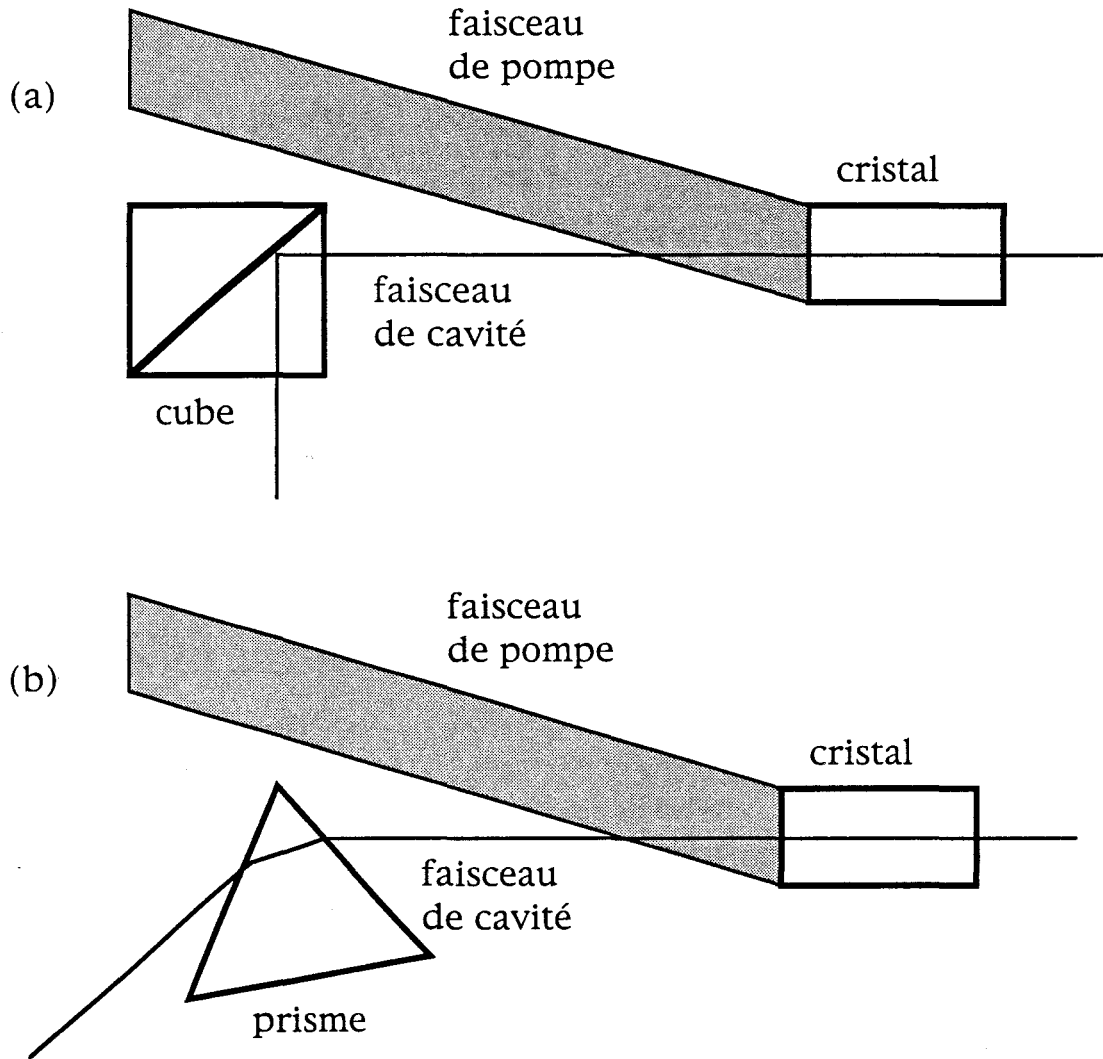 (a)
faisceau
de pompe
cristal
faisceau
de cavité
cube
(b)
faisceau
de pompe
cristal
faisceau
de cavité
prisme